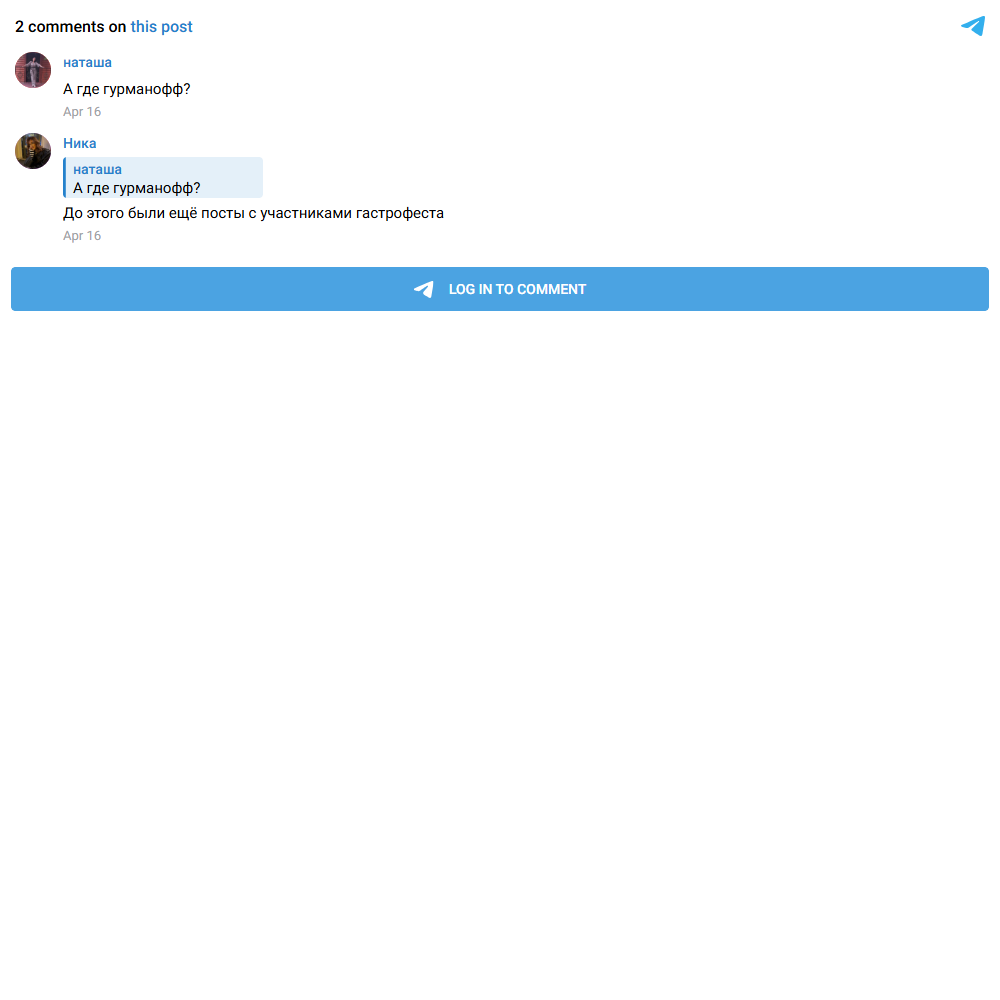 2 comments on this post
наташа
А где гурманофф?
Apr 16
Ника
наташа
А где гурманофф?
До этого были ещё посты с участниками гастрофеста
Apr 16
LOG IN TO COMMENT